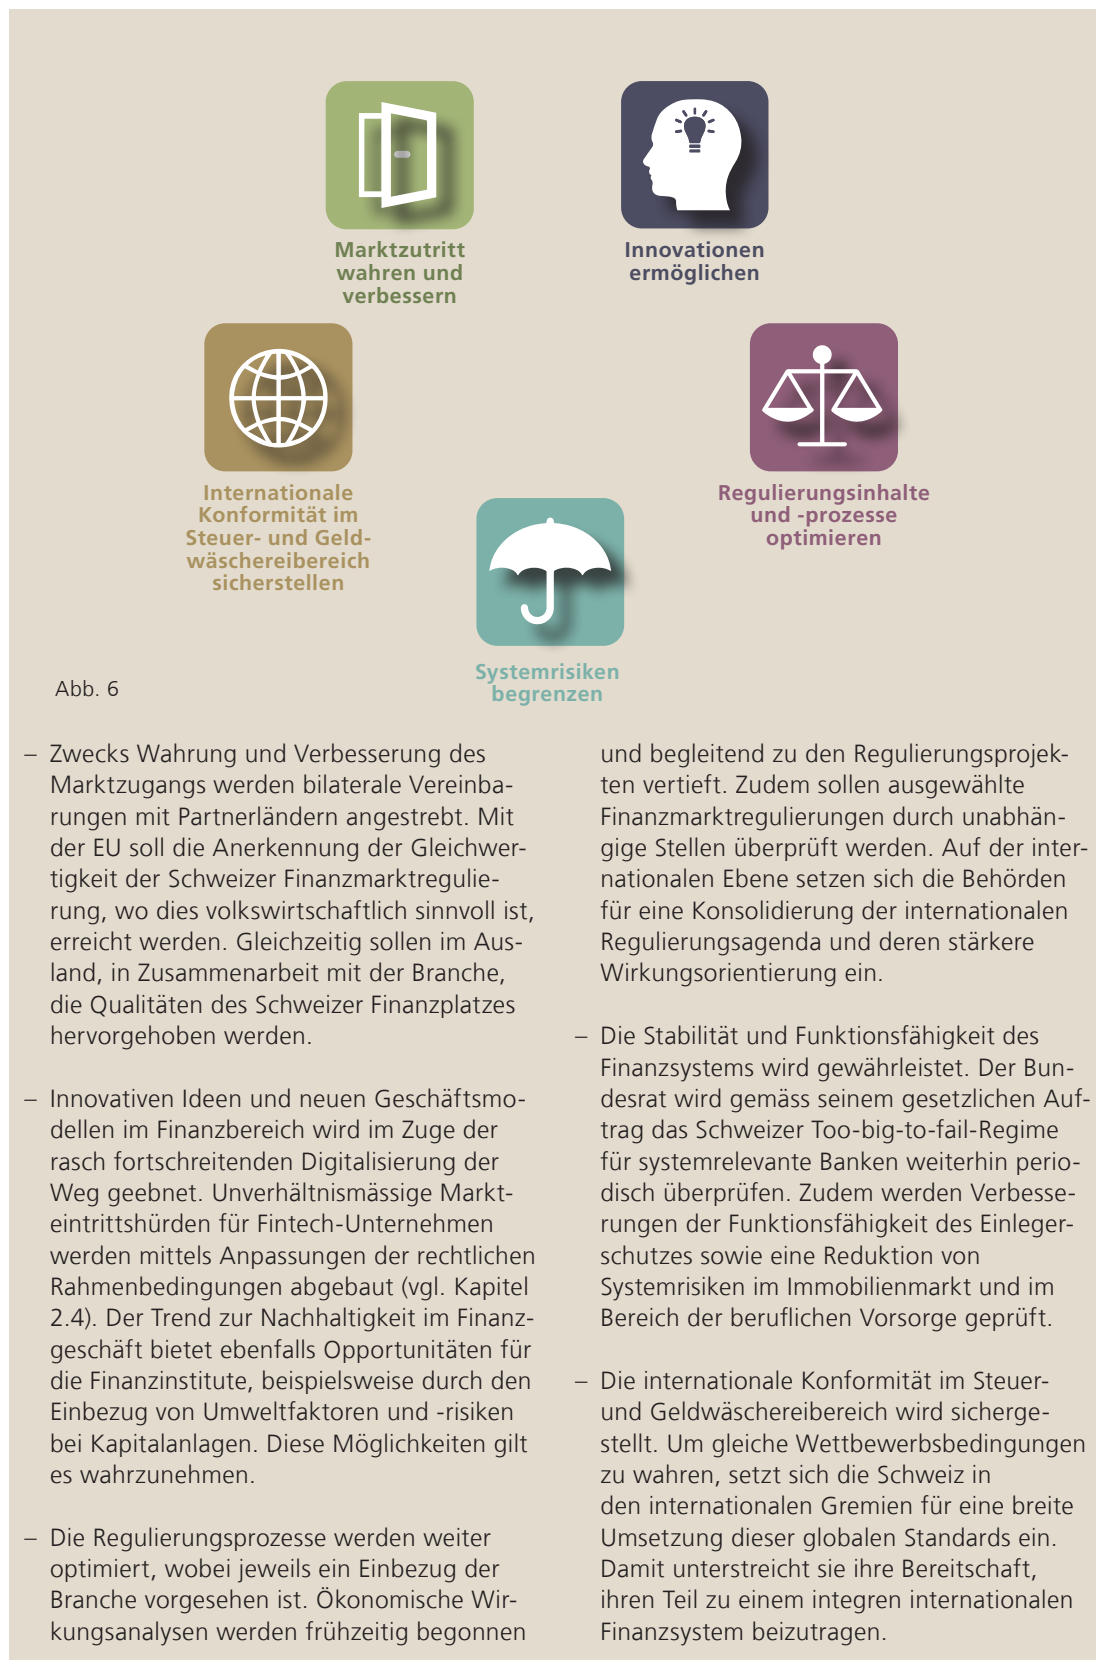 Marktzutritt
wahren und
verbessern
Innovationen
ermöglichen
Internationale
Konformität im
Steuer- und Geld-
wäschereibereich
sicherstellen
Regulierungsinhalte
und -prozesse
optimieren
Systemrisiken
begrenzen
Abb. 6
– Zwecks Wahrung und Verbesserung des
Marktzugangs werden bilaterale Vereinba-
rungen mit Partnerländern angestrebt. Mit
der EU soll die Anerkennung der Gleichwer-
tigkeit der Schweizer Finanzmarktregulie-
rung, wo dies volkswirtschaftlich sinnvoll ist,
erreicht werden. Gleichzeitig sollen im Aus-
land, in Zusammenarbeit mit der Branche,
die Qualitäten des Schweizer Finanzplatzes
hervorgehoben werden.
– Innovativen Ideen und neuen Geschäftsmo-
dellen im Finanzbereich wird im Zuge der
rasch fortschreitenden Digitalisierung der
Weg geebnet. Unverhältnismässige Markt-
eintrittshürden für Fintech-Unternehmen
werden mittels Anpassungen der rechtlichen
Rahmenbedingungen abgebaut (vgl. Kapitel
2.4). Der Trend zur Nachhaltigkeit im Finanz-
geschäft bietet ebenfalls Opportunitäten für
die Finanzinstitute, beispielsweise durch den
Einbezug von Umweltfaktoren und -risiken
bei Kapitalanlagen. Diese Möglichkeiten gilt
es wahrzunehmen.
– Die Regulierungsprozesse werden weiter
optimiert, wobei jeweils ein Einbezug der
Branche vorgesehen ist. Ökonomische Wir-
kungsanalysen werden frühzeitig begonnen
und begleitend zu den Regulierungsprojek-
ten vertieft. Zudem sollen ausgewählte
Finanzmarktregulierungen durch unabhän-
gige Stellen überprüft werden. Auf der inter-
nationalen Ebene setzen sich die Behörden
für eine Konsolidierung der internationalen
Regulierungsagenda und deren stärkere
Wirkungsorientierung ein.
– Die Stabilität und Funktionsfähigkeit des
Finanzsystems wird gewährleistet. Der Bun-
desrat wird gemäss seinem gesetzlichen Auf-
trag das Schweizer Too-big-to-fail-Regime
für systemrelevante Banken weiterhin perio-
disch überprüfen. Zudem werden Verbesse-
rungen der Funktionsfähigkeit des Einleger-
schutzes sowie eine Reduktion von
Systemrisiken im Immobilienmarkt und im
Bereich der beruflichen Vorsorge geprüft.
– Die internationale Konformität im Steuer-
und Geldwäschereibereich wird sicherge-
stellt. Um gleiche Wettbewerbsbedingungen
zu wahren, setzt sich die Schweiz in
den internationalen Gremien für eine breite
Umsetzung dieser globalen Standards ein.
Damit unterstreicht sie ihre Bereitschaft,
ihren Teil zu einem integren internationalen
Finanzsystem beizutragen.